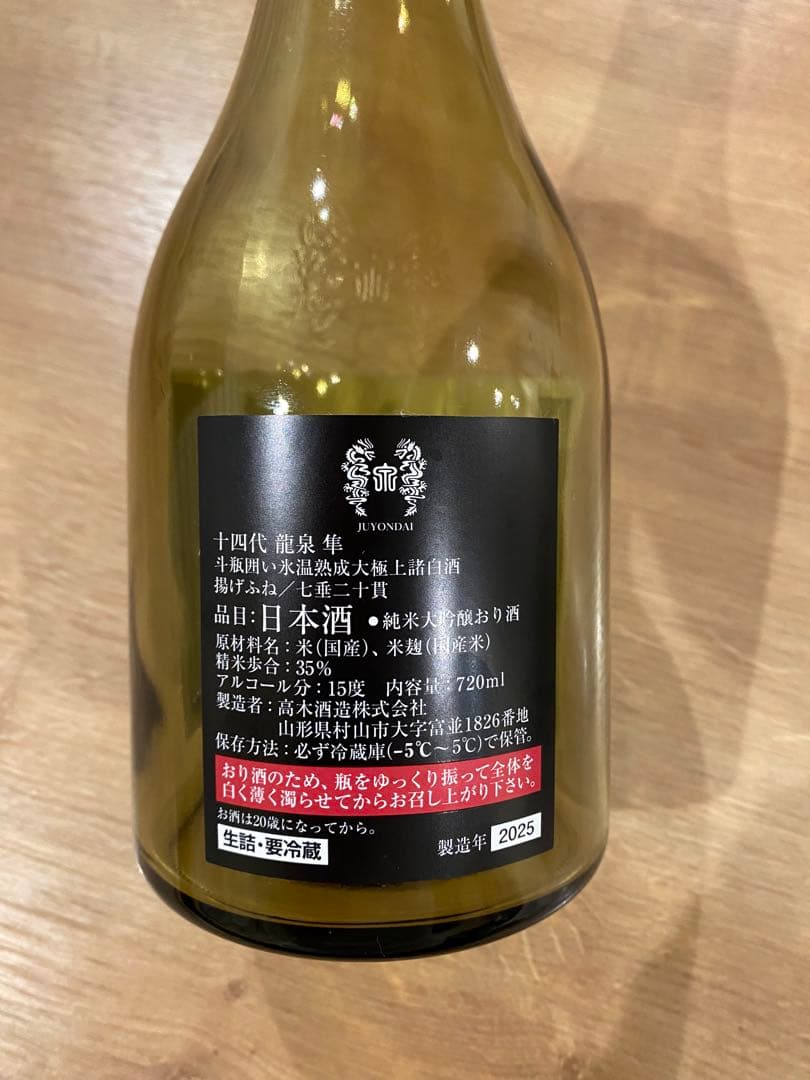 JUYONDAI
十四代 龍泉 隼
斗瓶囲い氷温熟成大極上諸白酒
揚げふね/七垂二十貫
品目:日本酒 ●純米大吟醸おり酒
原材料名:米(国産)、米麹(国産米)
精米歩合:35%
アルコール分:15度 内容量:720ml
製造者:高木酒造株式会社
山形県村山市大字富並1826番地
保存方法:必ず冷蔵庫(−5℃〜5℃)で保管。
おり酒のため、瓶をゆっくり振って全体を
白く薄く濁らせてからお召し上がり下さい。
お酒は20歳になってから。
生詰・要冷蔵
製造年 2025